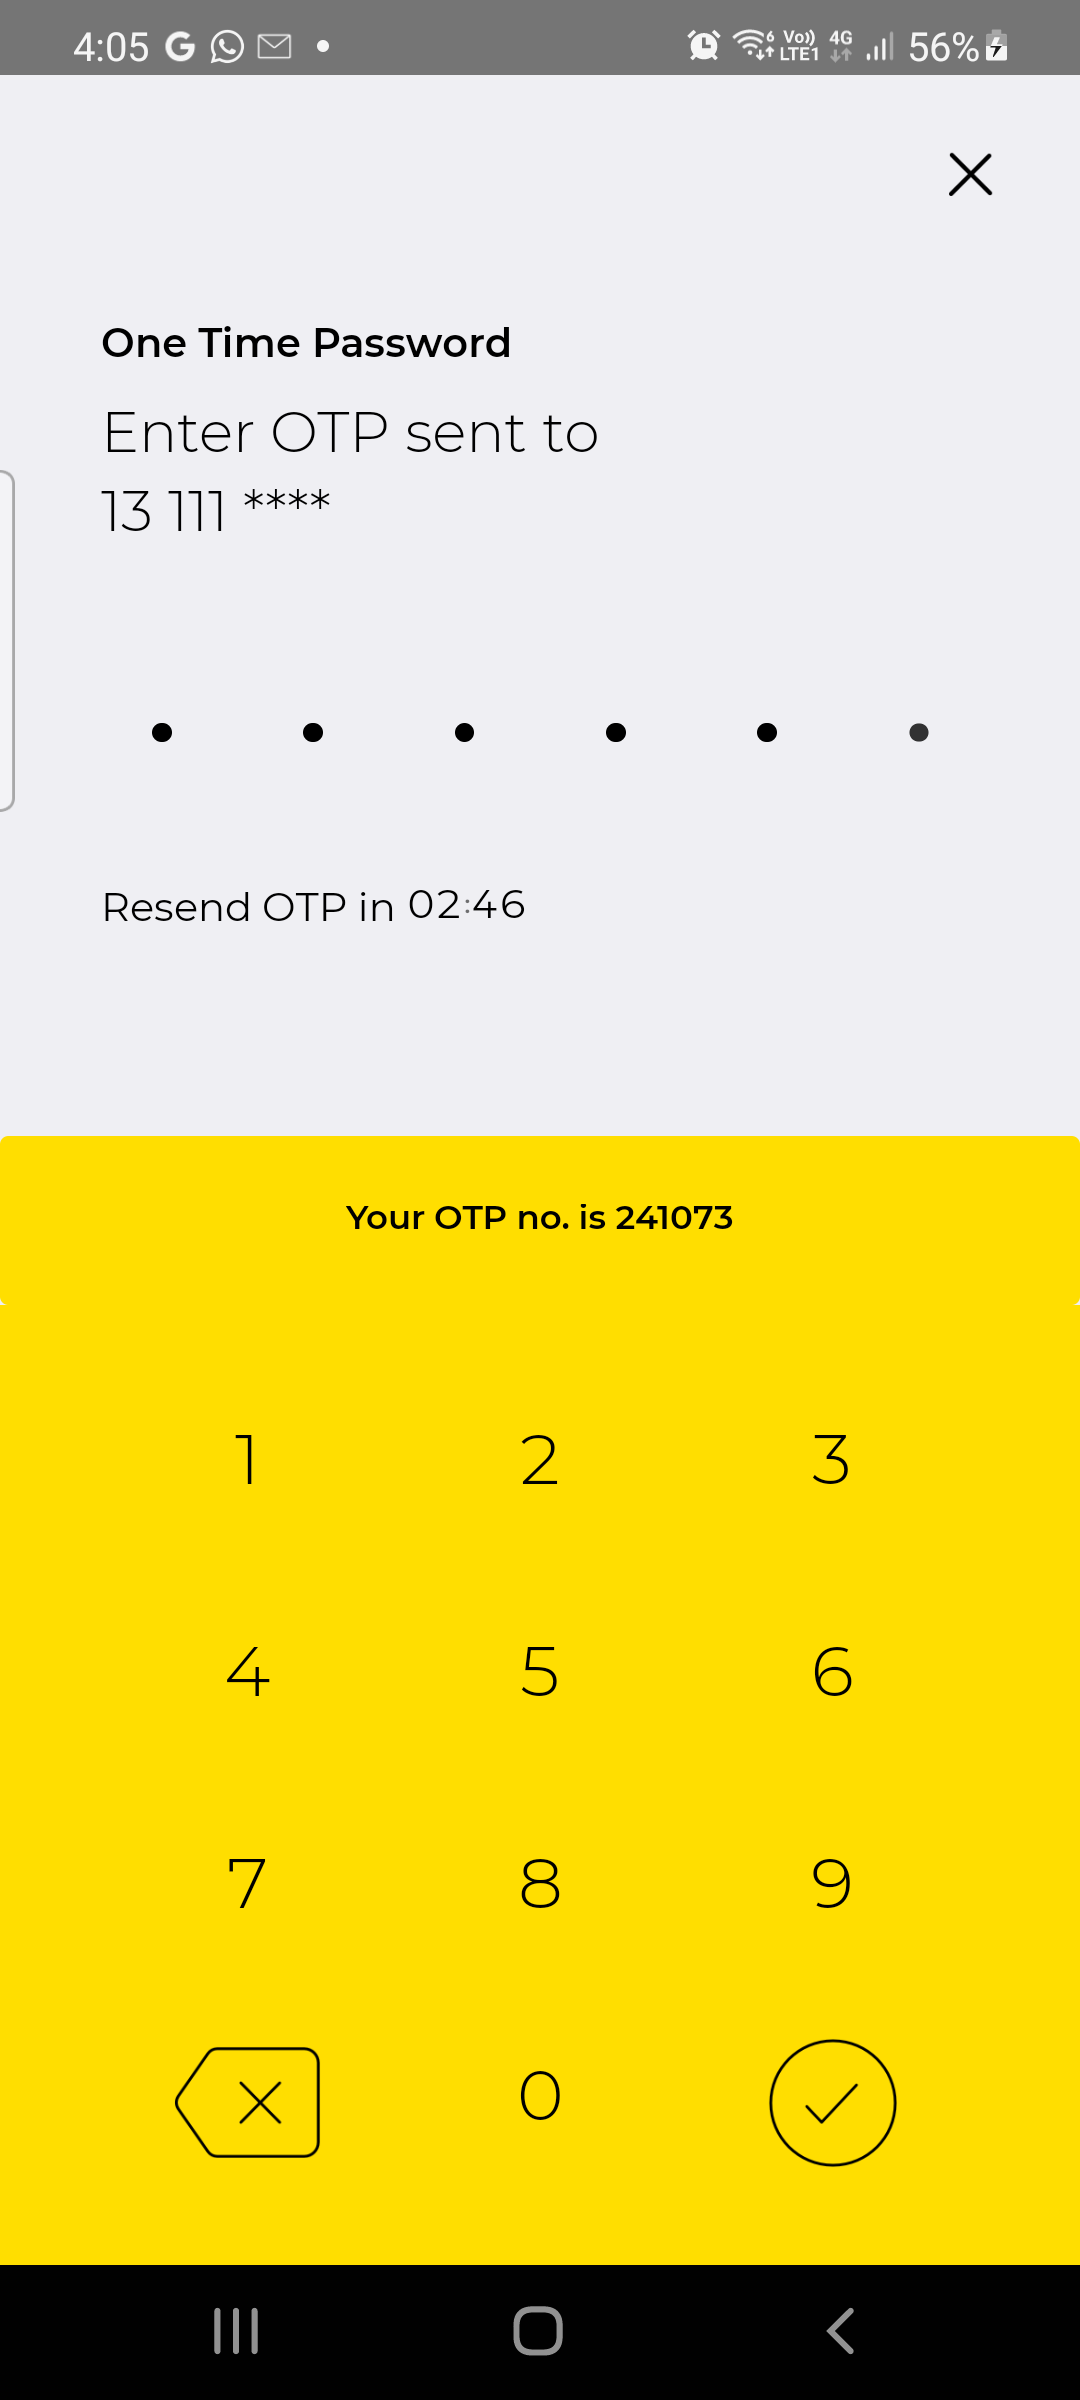 4:05 G 6 Vo)) LTE1 4G 56%
One Time Password
Enter OTP sent to
13 111 ****
Resend OTP in 02:46
Your OTP no. is 241073
1 2 3
4 5 6
7 8 9
0